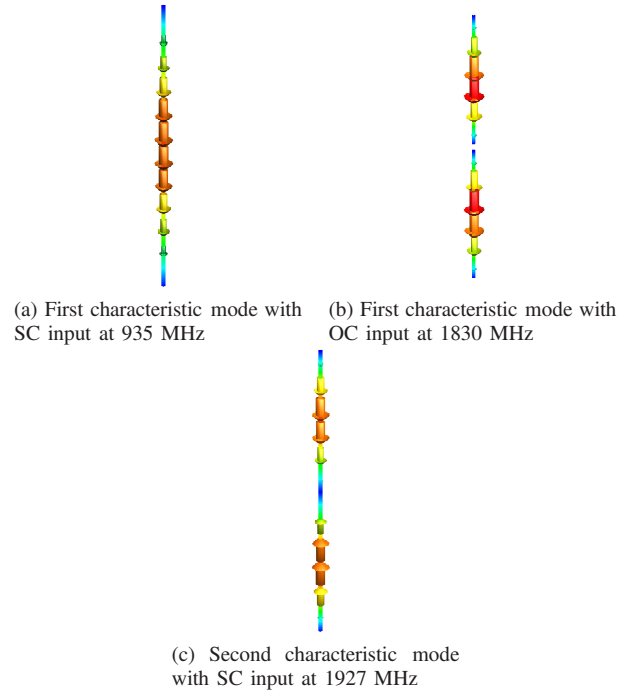 (a) First characteristic mode with
SC input at 935 MHz
(b) First characteristic mode with
OC input at 1830 MHz
(c) Second characteristic mode
with SC input at 1927 MHz